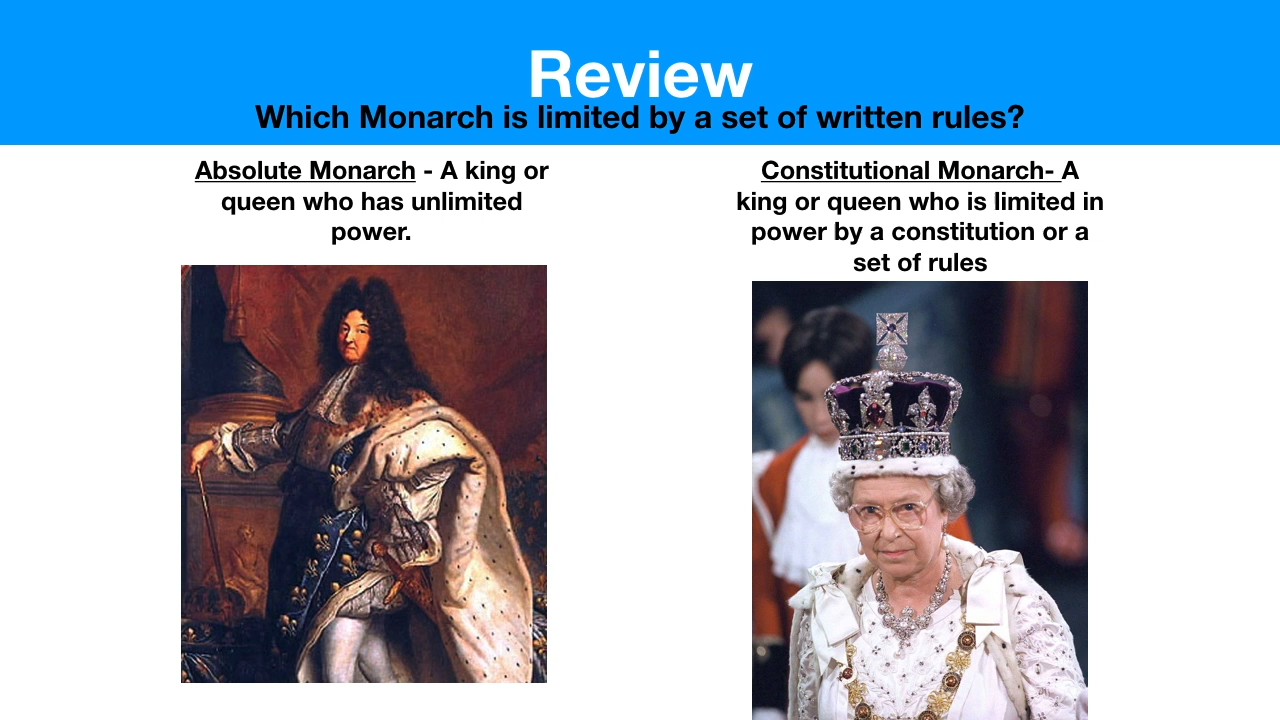 Review
Which Monarch is limited by a set of written rules?
Absolute Monarch - A king or
queen who has unlimited
power.
Constitutional Monarch- A
king or queen who is limited in
power by a constitution or a
set of rules